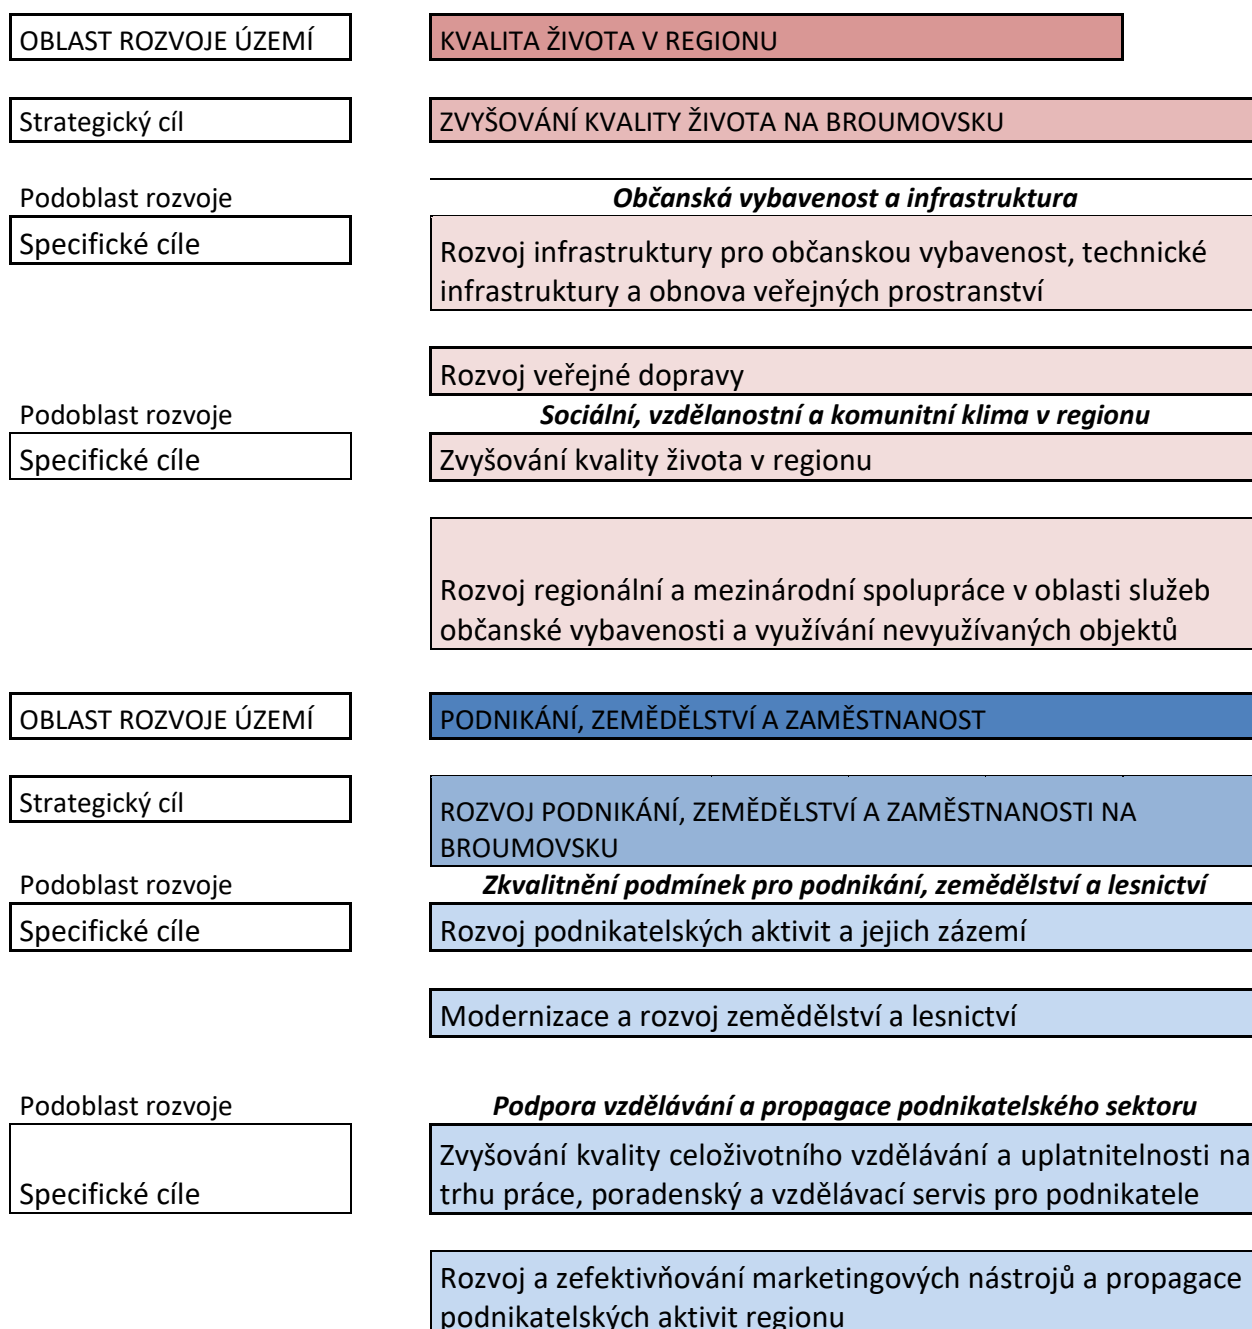 OBLAST ROZVOJE ÚZEMÍ
KVALITA ŽIVOTA V REGIONU
Strategický cíl
ZVYŠOVÁNÍ KVALITY ŽIVOTA NA BROUMOVSKU
Podoblast rozvoje
Občanská vybavenost a infrastruktura
Specifické cíle
Rozvoj infrastruktury pro občanskou vybavenost, technické
infrastruktury a obnova veřejných prostranství
Rozvoj veřejné dopravy
Podoblast rozvoje
Sociální, vzdělanostní a komunitní klima v regionu
Specifické cíle
Zvyšování kvality života v regionu
Rozvoj regionální a mezinárodní spolupráce v oblasti služeb
občanské vybavenosti a využívání nevyužívaných objektů
OBLAST ROZVOJE ÚZEMÍ
PODNIKÁNÍ, ZEMĚDĚLSTVÍ A ZAMĚSTNANOST
Strategický cíl
ROZVOJ PODNIKÁNÍ, ZEMĚDĚLSTVÍ A ZAMĚSTNANOSTI NA
BROUMOVSKU
Podoblast rozvoje
Zkvalitnění podmínek pro podnikání, zemědělství a lesnictví
Specifické cíle
Rozvoj podnikatelských aktivit a jejich zázemí
Modernizace a rozvoj zemědělství a lesnictví
Podoblast rozvoje
Podpora vzdělávání a propagace podnikatelského sektoru
Specifické cíle
Zvyšování kvality celoživotního vzdělávání a uplatnitelnosti na
trhu práce, poradenský a vzdělávací servis pro podnikatele
Rozvoj a zefektivňování marketingových nástrojů a propagace
podnikatelských aktivit regionu